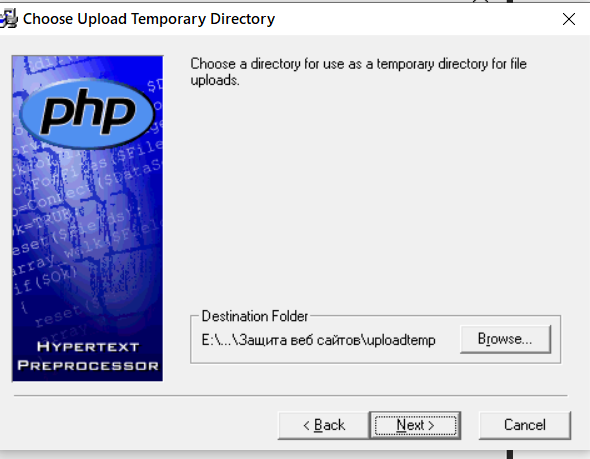 Choose Upload Temporary Directory
Choose a directory for use as a temporary directory for file
uploads.
php
HYPERTEXT
PREPROCESSOR
Destination Folder
E:\...\Защита веб сайтов\uploadtemp
Browse...
< Back
Next >
Cancel